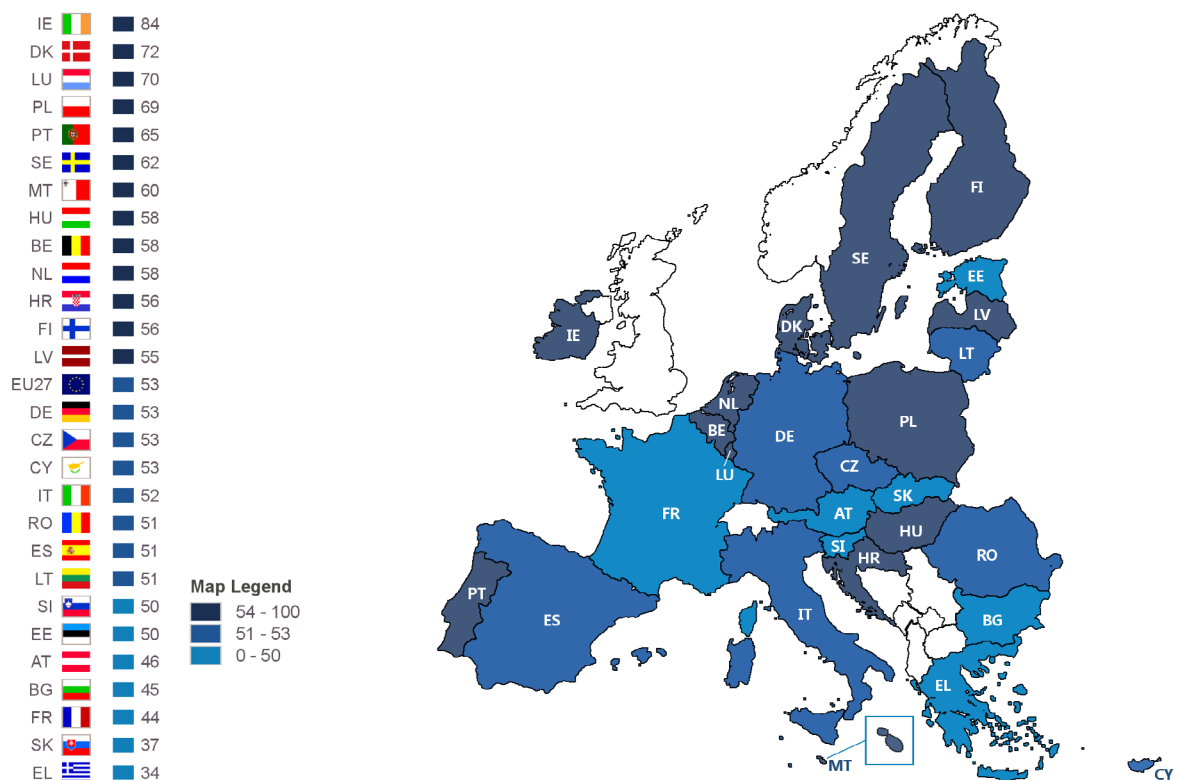 IE 84
DK 72
LU 70
PL 69
PT 65
SE 62
MT 60
HU 58
BE 58
NL 58
HR 56
FI 56
LV 55
EU27 53
DE 53
CZ 53
CY 53
IT 52
RO 51
ES 51
LT 51
SI 50
EE 50
AT 46
BG 45
FR 44
SK 37
EL 34
Map Legend
54 - 100
51 - 53
0 - 50
FI
SE
EE
LV
DK
IE
LT
NL
PL
BE
DE
CZ
LU
SK
FR
AT
HU
SI
HR
RO
PT
ES
IT
BG
EL
MT
CY